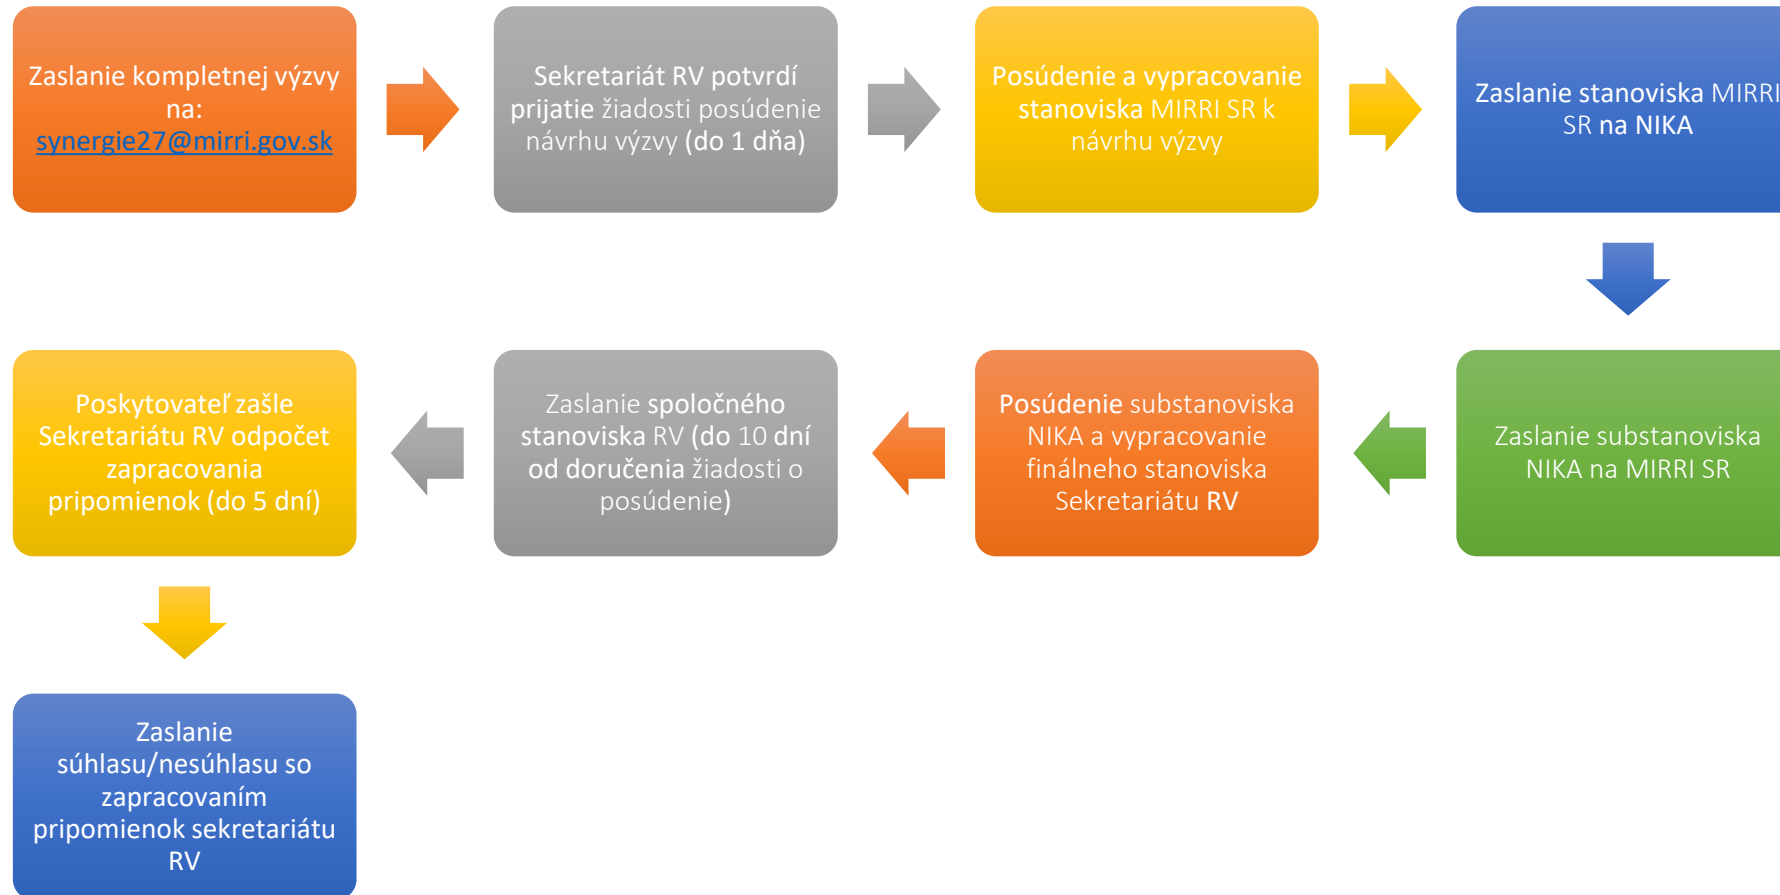 Zaslanie kompletnej výzvy
na:
synergie27@mirri.gov.sk
Sekretariát RV potvrdí
prijatie žiadosti posúdenie
návrhu výzvy (do 1 dňa)
Posúdenie a vypracovanie
stanoviska MIRRI SR k
návrhu výzvy
Zaslanie stanoviska MIRRI
SR na NIKA
Zaslanie substanoviska
NIKA na MIRRI SR
Posúdenie substanoviska
NIKA a vypracovanie
finálneho stanoviska
Sekretariátu RV
Zaslanie spoločného
stanoviska RV (do 10 dní
od doručenia žiadosti o
posúdenie)
Poskytovateľ zašle
Sekretariátu RV odpočet
zapracovania
pripomienok (do 5 dní)
Zaslanie
súhlasu/nesúhlasu so
zapracovaním
pripomienok sekretariátu
RV